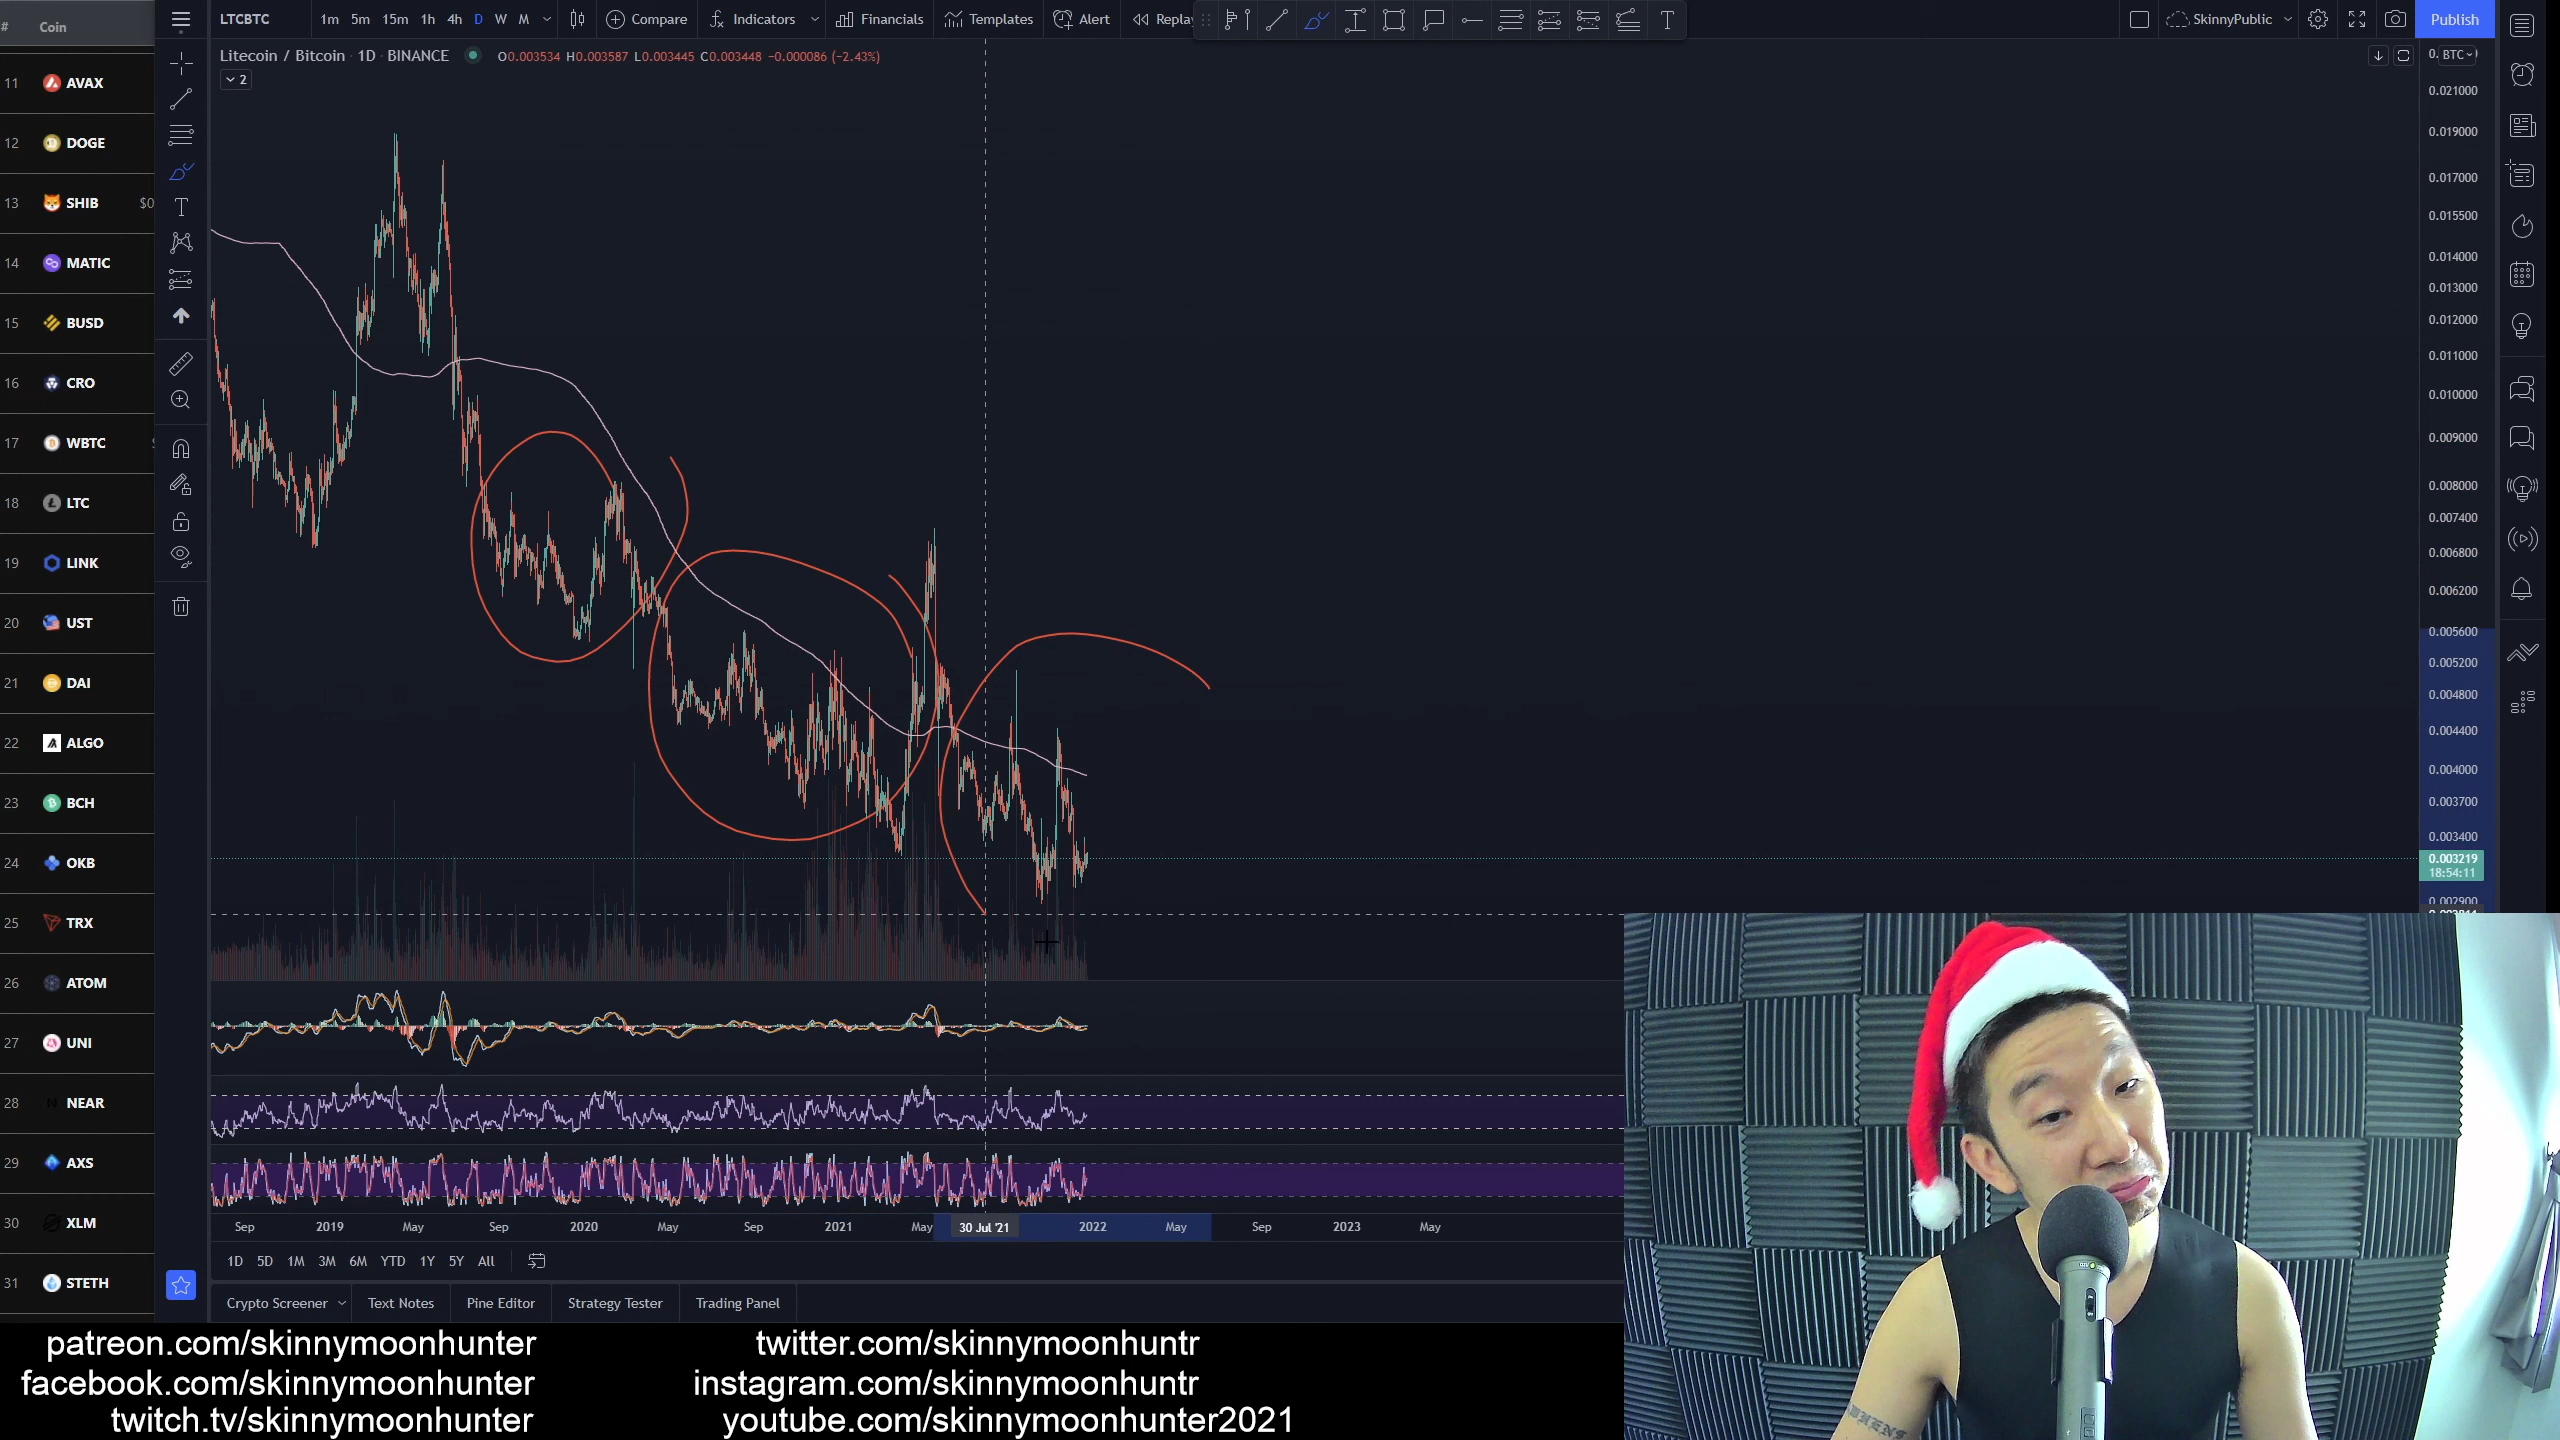 # Coin
11 AVAX
12 DOGE
13 SHIB $0
14 MATIC
15 BUSD
16 CRO
17 WBTC
18 LTC
19 LINK
20 UST
21 DAI
22 ALGO
23 BCH
24 OKB
25 TRX
26 ATOM
27 UNI
28 NEAR
29 AXS
30 XLM
31 STETH
LTCBTC 1m 5m 15m 1h 4h D W M Compare Indicators Financials Templates Alert Replay SkinnyPublic Publish
Litecoin / Bitcoin · 1D · BINANCE O0.003534 H0.003587 L0.003445 C0.003448 −0.000086 (−2.43%)
2
BTC
0.021000
0.019000
0.017000
0.015500
0.014000
0.013000
0.012000
0.011000
0.010000
0.009000
0.008000
0.007400
0.006800
0.006200
0.005600
0.005200
0.004800
0.004400
0.004000
0.003700
0.003400
0.003219
18:54:11
0.002900
Sep 2019 May Sep 2020 May Sep 2021 May 30 Jul '21 2022 May Sep 2023 May
1D 5D 1M 3M 6M YTD 1Y 5Y All
Crypto Screener Text Notes Pine Editor Strategy Tester Trading Panel
patreon.com/skinnymoonhunter twitter.com/skinnymoonhuntr
facebook.com/skinnymoonhunter instagram.com/skinnymoonhuntr
twitch.tv/skinnymoonhunter youtube.com/skinnymoonhunter2021